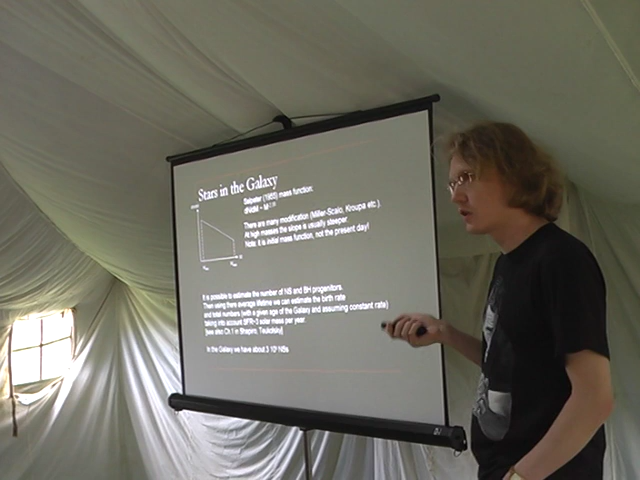 Stars in the Galaxy
Salpeter (1955) mass function:
dN/dM ~ M
There are many modification (Miller-Scalo, Kroupa etc.).
At high masses the slope is usually steeper.
Note: it is initial mass function, not the present day!
It is possible to estimate the number of NS and BH progenitors.
Then using there average lifetime we can estimate the birth rate
and total numbers (with a given age of the Galaxy and assuming constant rate)
taking into account SFR~3 solar mass per year.
[see also Ch.1 in Shapiro, Teukolsky]
In the Galaxy we have about 3 10 NSs